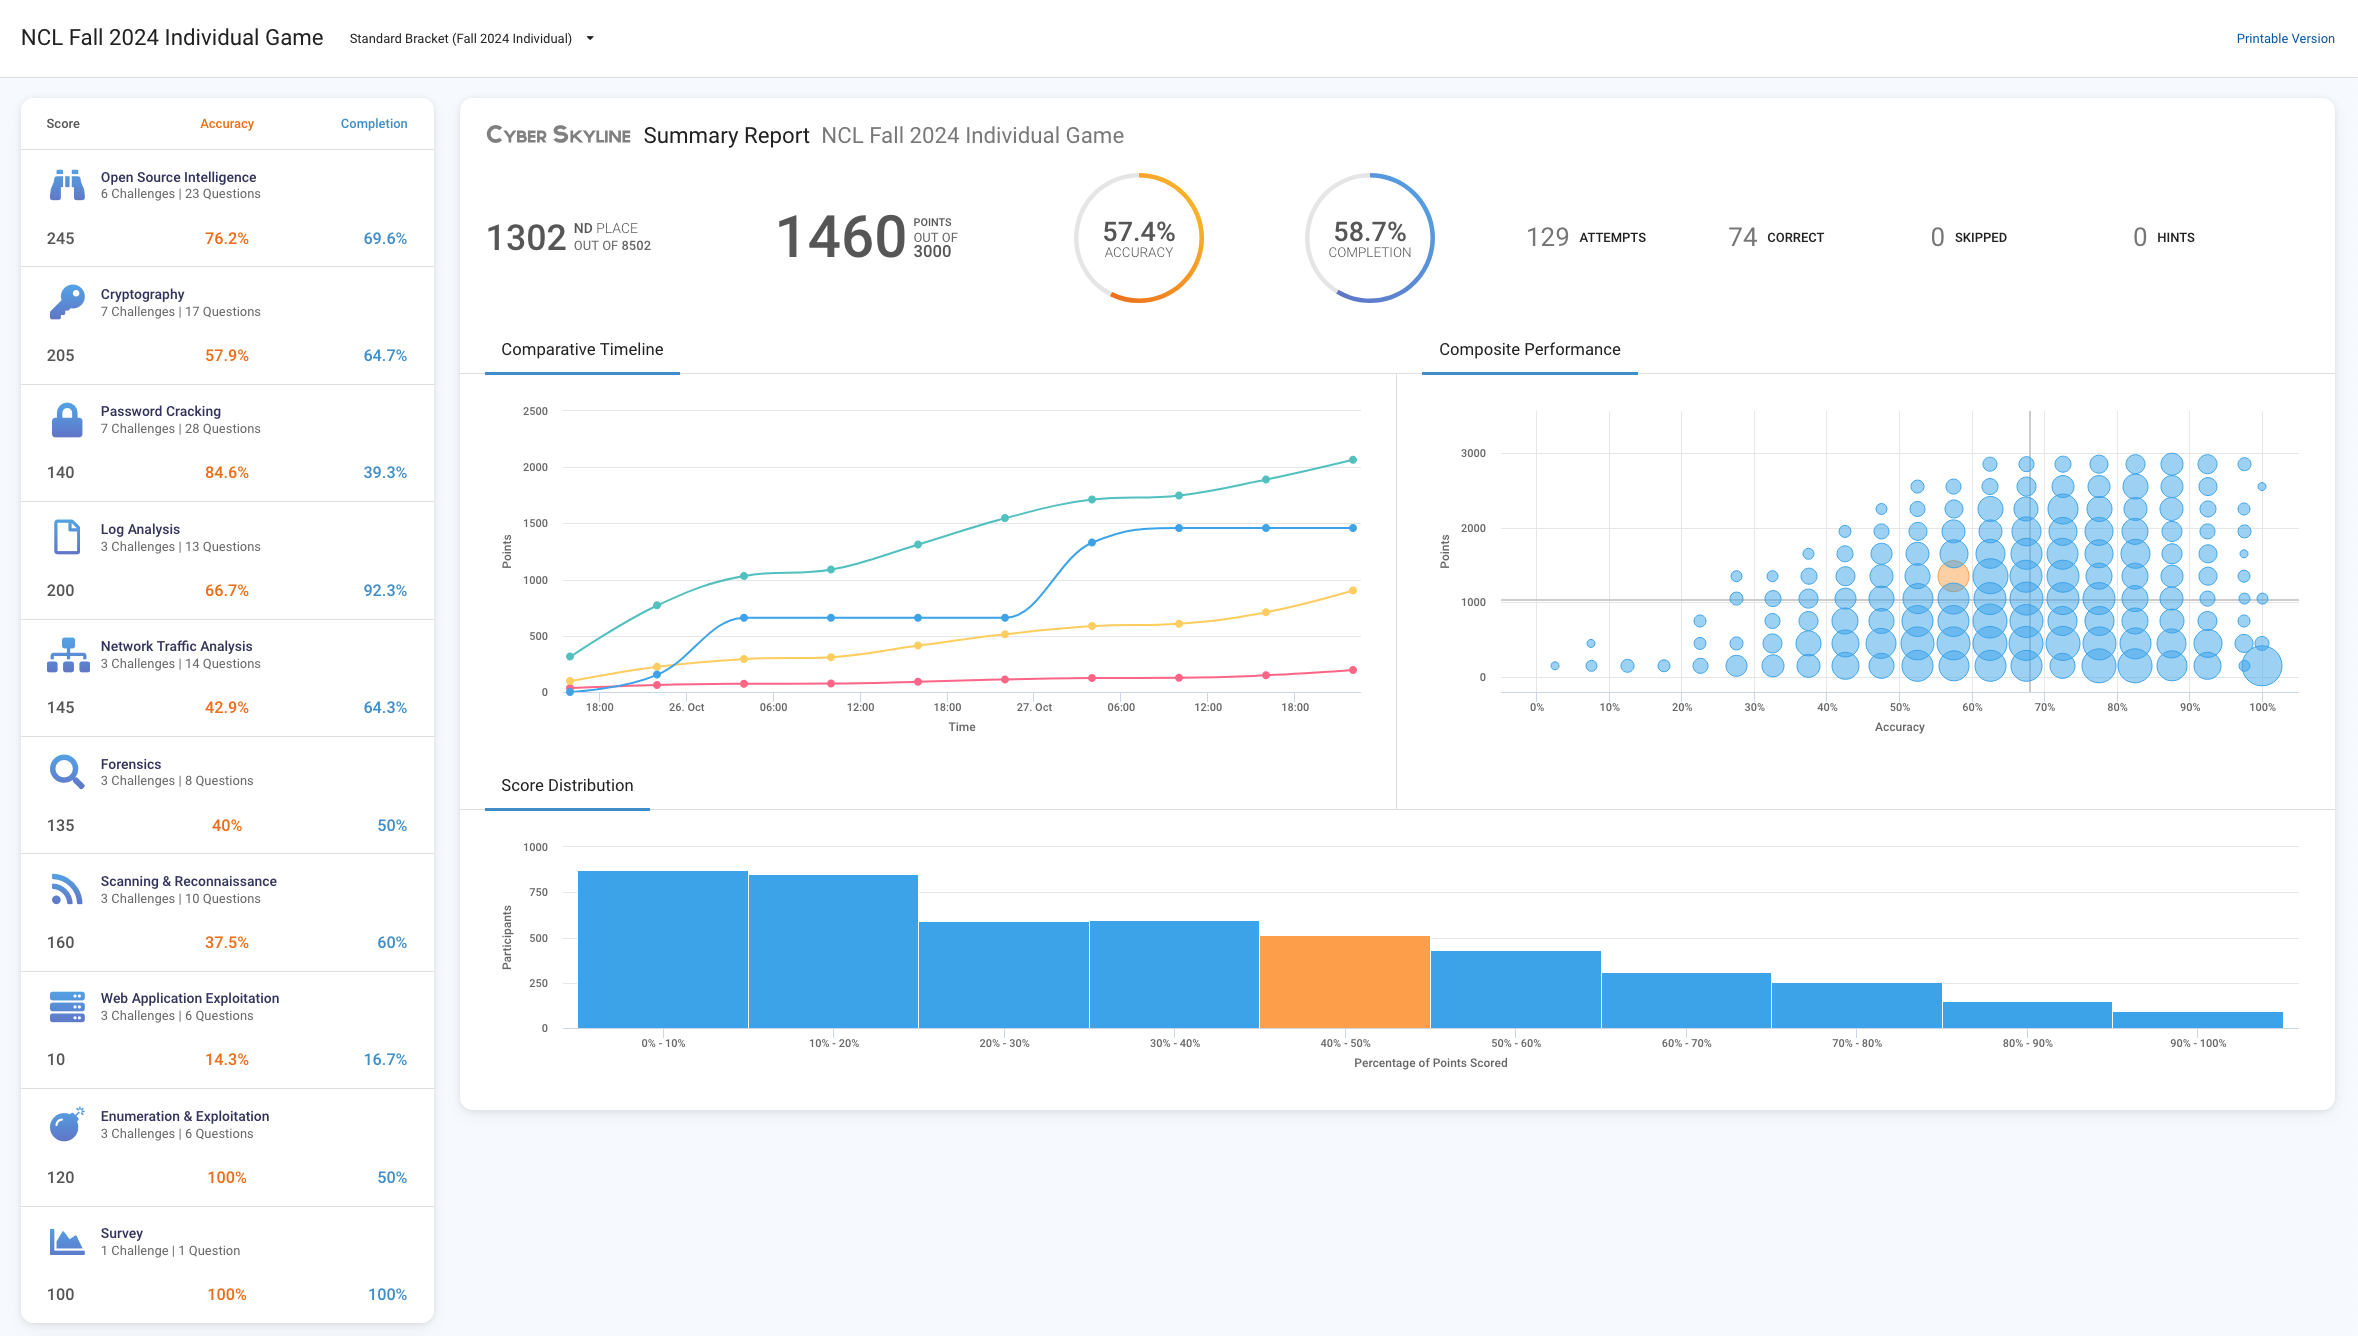 NCL Fall 2024 Individual Game
Standard Bracket (Fall 2024 Individual)
Printable Version
Score Accuracy Completion
Open Source Intelligence
6 Challenges | 23 Questions
245 76.2% 69.6%
Cryptography
7 Challenges | 17 Questions
205 57.9% 64.7%
Password Cracking
7 Challenges | 28 Questions
140 84.6% 39.3%
Log Analysis
3 Challenges | 13 Questions
200 66.7% 92.3%
Network Traffic Analysis
3 Challenges | 14 Questions
145 42.9% 64.3%
Forensics
3 Challenges | 8 Questions
135 40% 50%
Scanning & Reconnaissance
3 Challenges | 10 Questions
160 37.5% 60%
Web Application Exploitation
3 Challenges | 6 Questions
10 14.3% 16.7%
Enumeration & Exploitation
3 Challenges | 6 Questions
120 100% 50%
Survey
1 Challenge | 1 Question
100 100% 100%
CYBER SKYLINE Summary Report NCL Fall 2024 Individual Game
1302 ND PLACE
OUT OF 8502
1460 POINTS
OUT OF
3000
57.4%
ACCURACY
58.7%
COMPLETION
129 ATTEMPTS
74 CORRECT
0 SKIPPED
0 HINTS
Comparative Timeline
2500
2000
1500
1000
500
0
Points
18:00 26. Oct 06:00 12:00 18:00 27. Oct 06:00 12:00 18:00
Time
Composite Performance
3000
2000
1000
0
Points
0% 10% 20% 30% 40% 50% 60% 70% 80% 90% 100%
Accuracy
Score Distribution
1000
750
500
250
0
Participants
0% - 10% 10% - 20% 20% - 30% 30% - 40% 40% - 50% 50% - 60% 60% - 70% 70% - 80% 80% - 90% 90% - 100%
Percentage of Points Scored